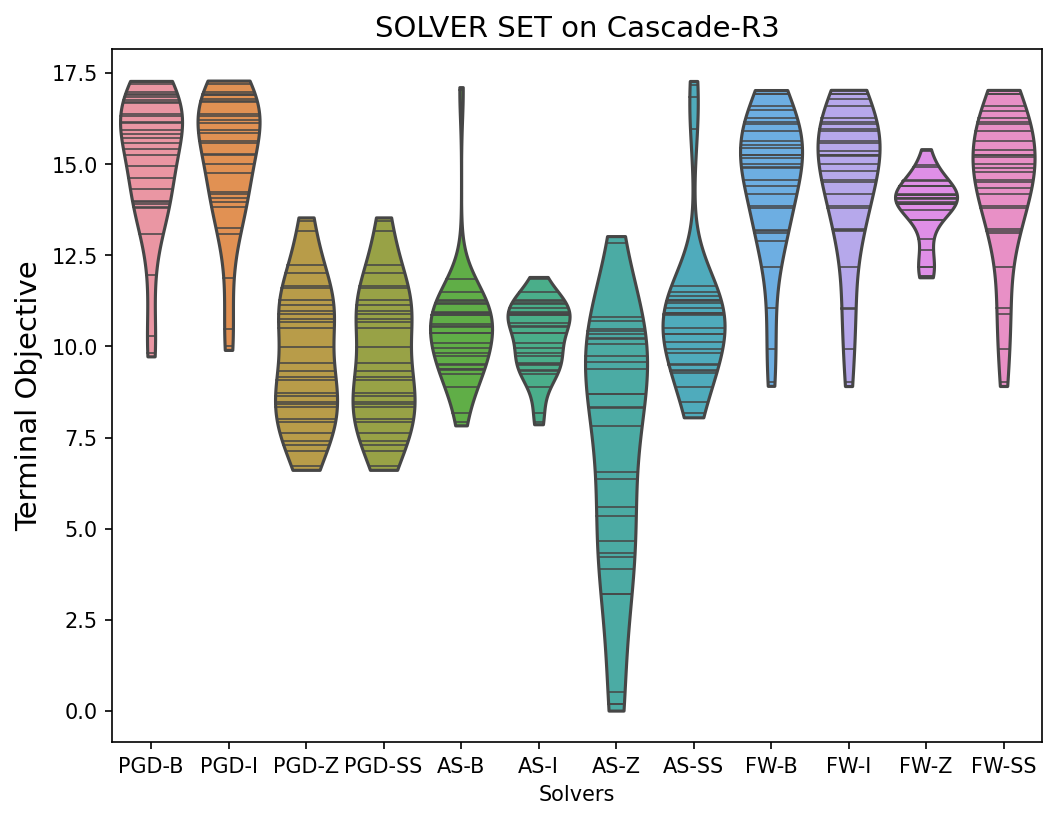 SOLVER SET on Cascade-R3
Terminal Objective
17.5
15.0
12.5
10.0
7.5
5.0
2.5
0.0
PGD-B PGD-I PGD-Z PGD-SS AS-B AS-I AS-Z AS-SS FW-B FW-I FW-Z FW-SS
Solvers